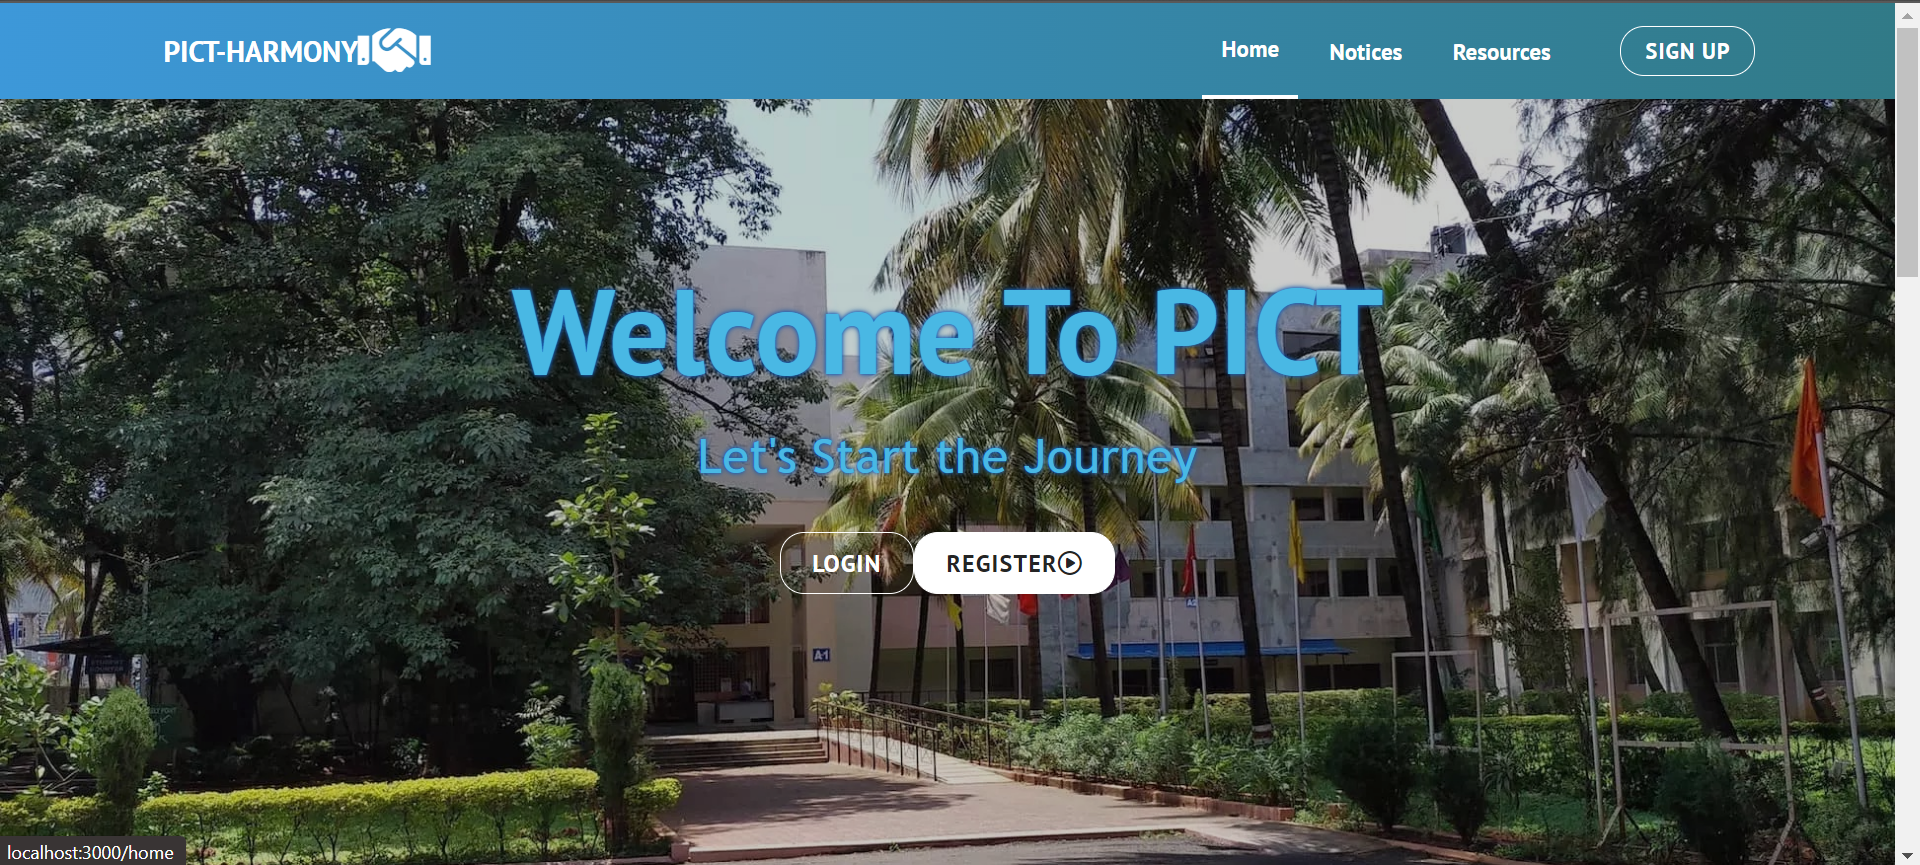 PICT-HARMONY
Home
Notices
Resources
SIGN UP
Welcome To PICT
Let's Start the Journey
LOGIN
REGISTER
A-1
A2
localhost:3000/home